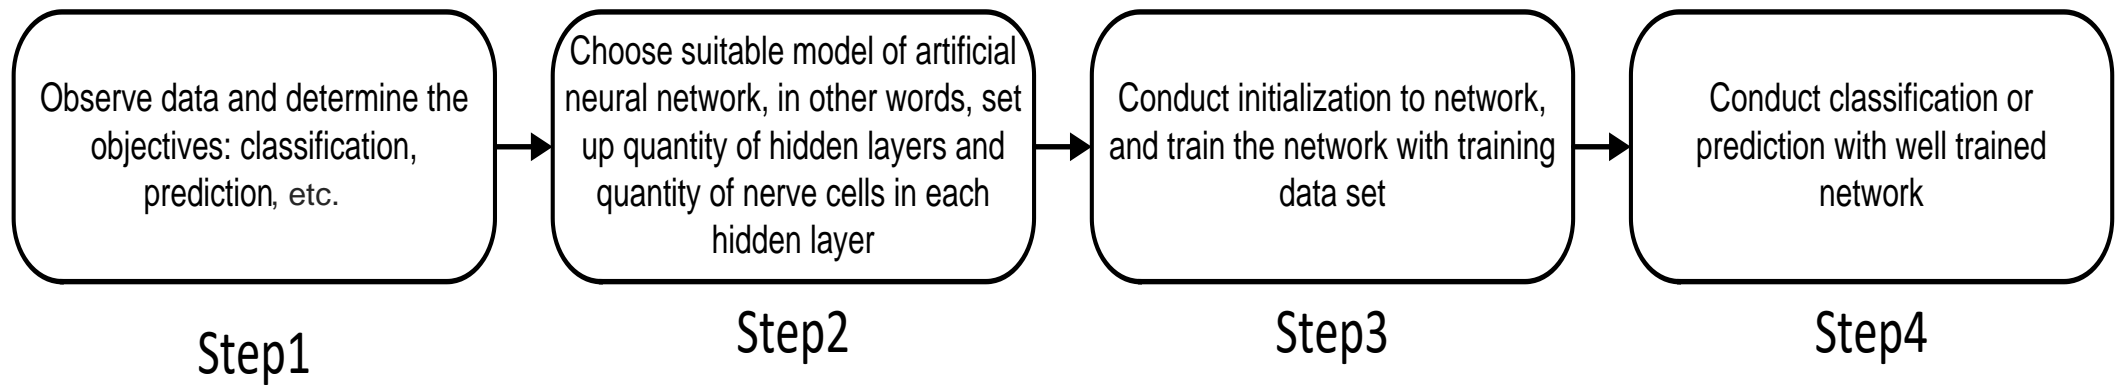 Observe data and determine the
objectives: classification,
prediction, etc.
Choose suitable model of artificial
neural network, in other words, set
up quantity of hidden layers and
quantity of nerve cells in each
hidden layer
Conduct initialization to network,
and train the network with training
data set
Conduct classification or
prediction with well trained
network
Step1
Step2
Step3
Step4